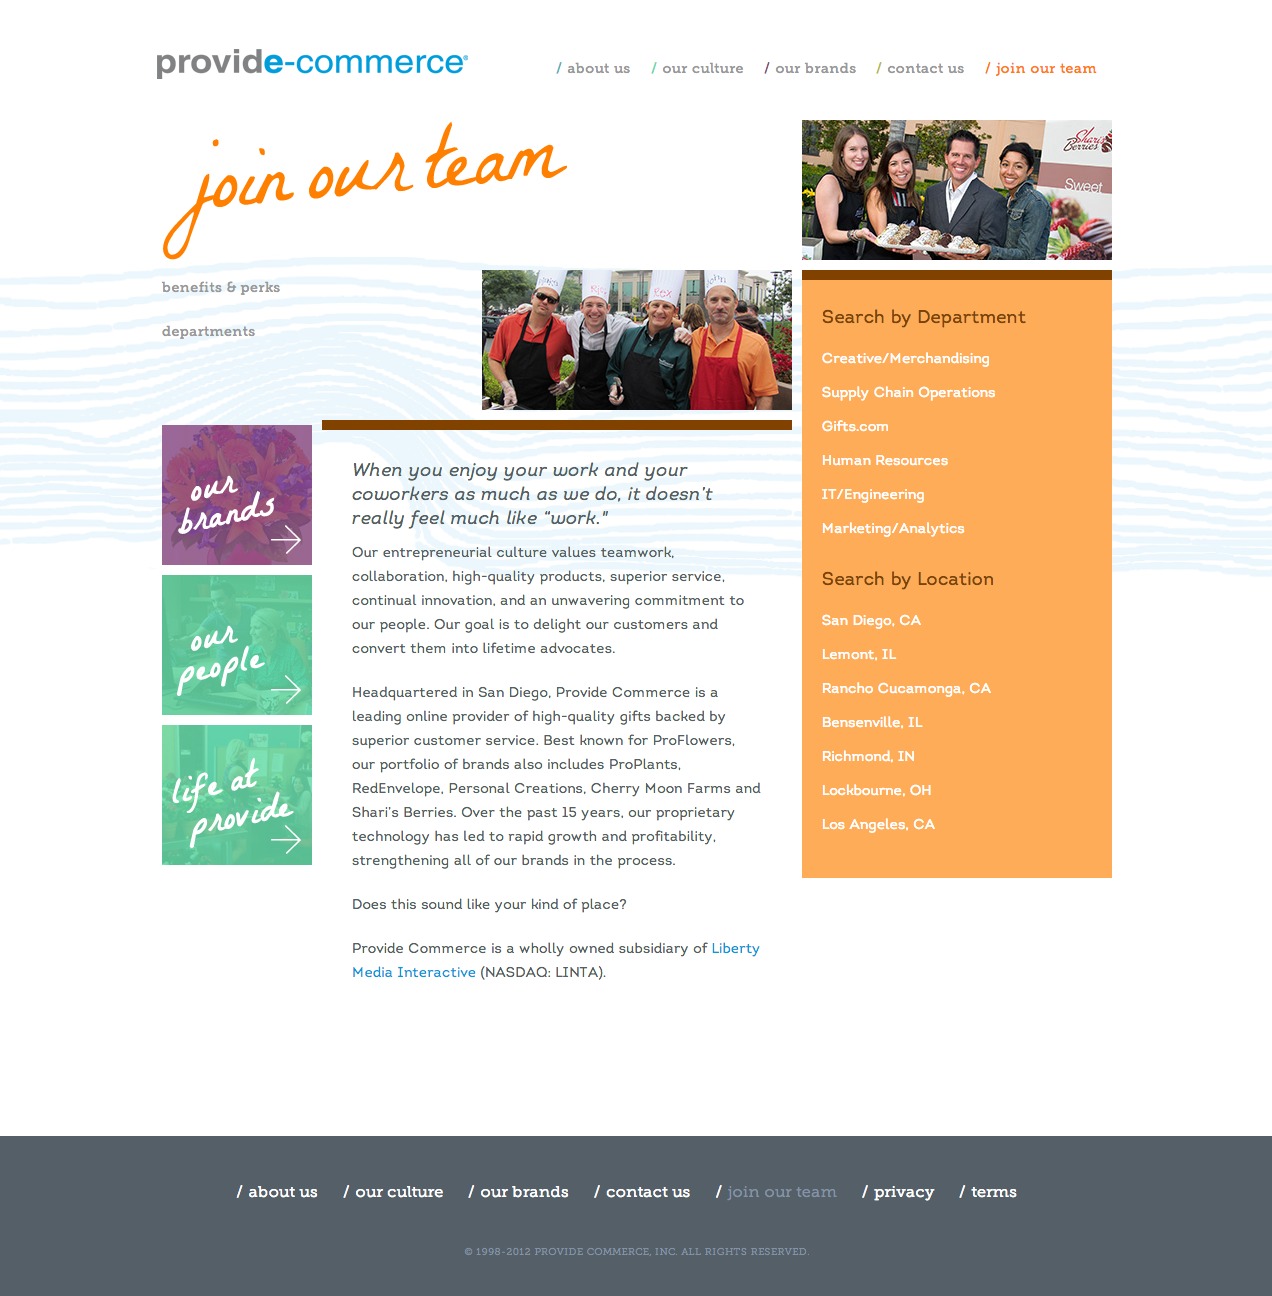 provide-commerce®
/ about us / our culture / our brands / contact us / join our team
join our team
Shari's
Berries
Sweet
benefits & perks
departments
Rex
John
our
brands
our
people
life at
provide
When you enjoy your work and your
coworkers as much as we do, it doesn't
really feel much like “work."
Our entrepreneurial culture values teamwork,
collaboration, high-quality products, superior service,
continual innovation, and an unwavering commitment to
our people. Our goal is to delight our customers and
convert them into lifetime advocates.
Headquartered in San Diego, Provide Commerce is a
leading online provider of high-quality gifts backed by
superior customer service. Best known for ProFlowers,
our portfolio of brands also includes ProPlants,
RedEnvelope, Personal Creations, Cherry Moon Farms and
Shari's Berries. Over the past 15 years, our proprietary
technology has led to rapid growth and profitability,
strengthening all of our brands in the process.
Does this sound like your kind of place?
Provide Commerce is a wholly owned subsidiary of Liberty
Media Interactive (NASDAQ: LINTA).
Search by Department
Creative/Merchandising
Supply Chain Operations
Gifts.com
Human Resources
IT/Engineering
Marketing/Analytics
Search by Location
San Diego, CA
Lemont, IL
Rancho Cucamonga, CA
Bensenville, IL
Richmond, IN
Lockbourne, OH
Los Angeles, CA
/ about us / our culture / our brands / contact us / join our team / privacy / terms
© 1998-2012 PROVIDE COMMERCE, INC. ALL RIGHTS RESERVED.